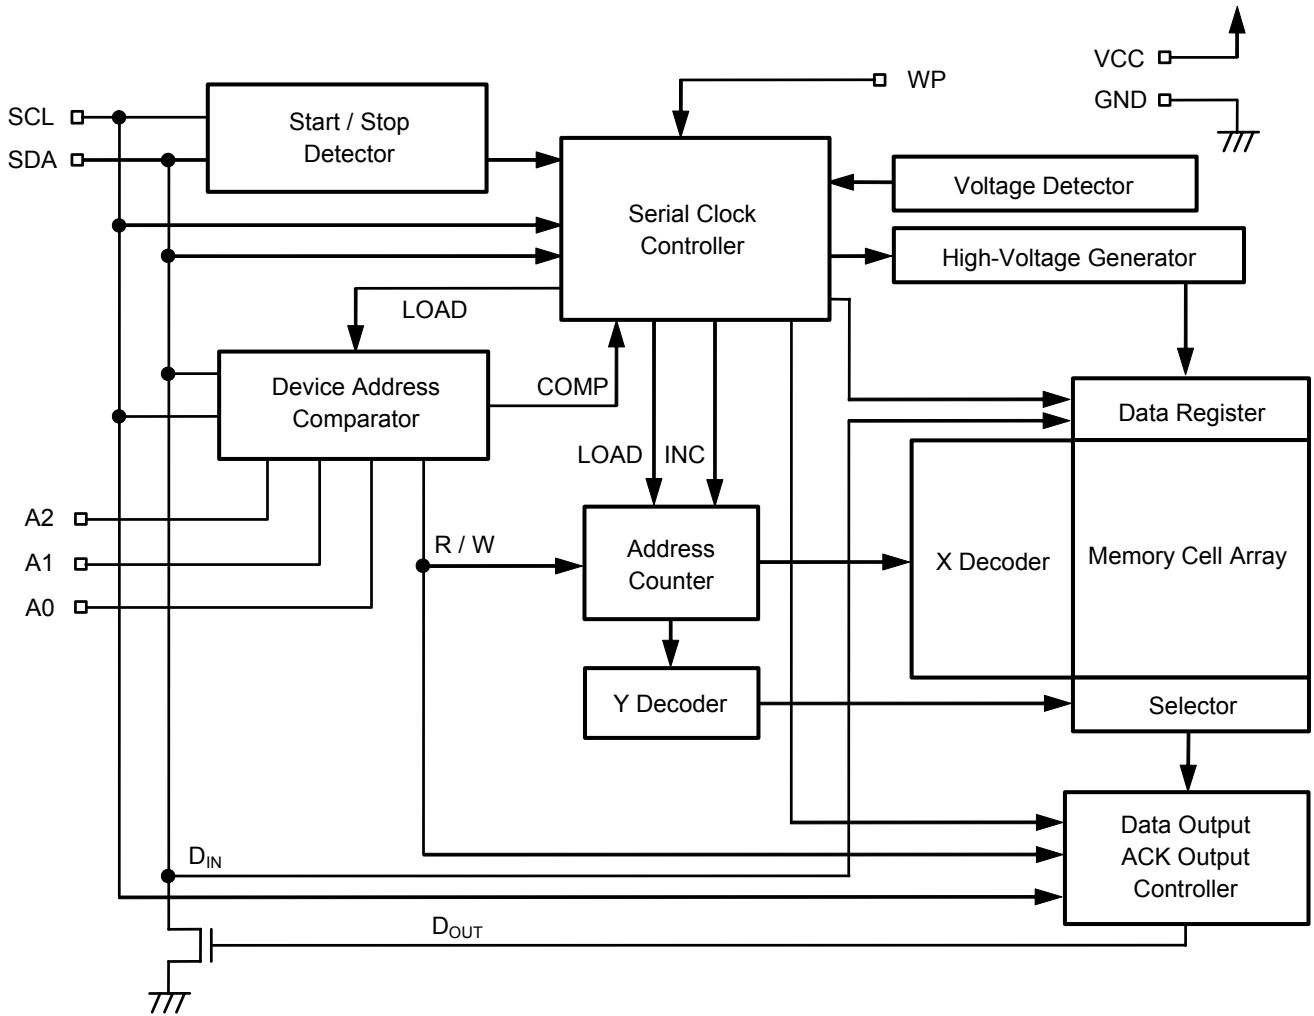 VCC
WP
GND
SCL
Start / Stop
Detector
SDA
Voltage Detector
Serial Clock
Controller
High-Voltage Generator
LOAD
Device Address
Comparator
COMP
Data Register
LOAD
INC
A2
R / W
Address
Counter
X Decoder
Memory Cell Array
A1
A0
Y Decoder
Selector
Data Output
ACK Output
Controller
DIN
DOUT